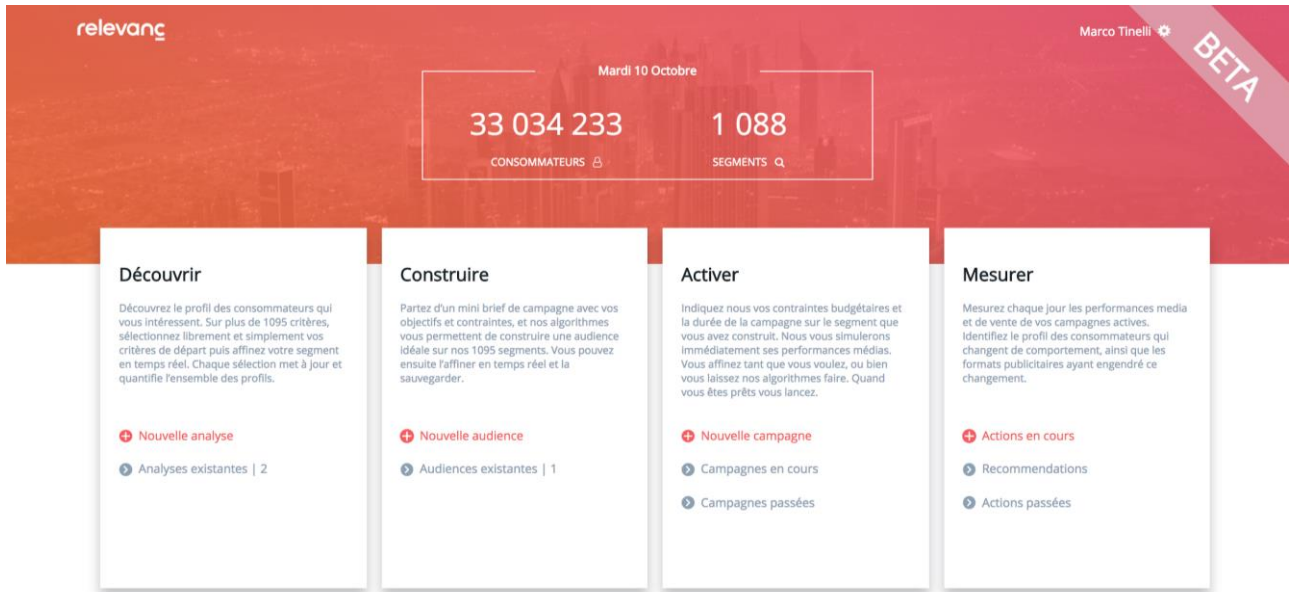 relevanc
Marco Tinelli
BETA
Mardi 10 Octobre
33 034 233
1 088
CONSOMMATEURS
SEGMENTS
Découvrir
Découvrez le profil des consommateurs qui
vous intéressent. Sur plus de 1095 critères,
sélectionnez librement et simplement vos
critères de départ puis affinez votre segment
en temps réel. Chaque sélection met à jour et
quantifie l'ensemble des profils.
Nouvelle analyse
Analyses existantes | 2
Construire
Partez d'un mini brief de campagne avec vos
objectifs et contraintes, et nos algorithmes
vous permettent de construire une audience
idéale sur nos 1095 segments. Vous pouvez
ensuite l'affiner en temps réel et la
sauvegarder.
Nouvelle audience
Audiences existantes | 1
Activer
Indiquez nous vos contraintes budgétaires et
la durée de la campagne sur le segment que
vous avez construit. Nous vous simulerons
immédiatement ses performances médias.
Vous affinez tant que vous voulez, ou bien
vous laissez nos algorithmes faire. Quand
vous êtes prêts vous lancez.
Nouvelle campagne
Campagnes en cours
Campagnes passées
Mesurer
Mesurez chaque jour les performances media
et de vente de vos campagnes actives.
Identifiez le profil des consommateurs qui
changent de comportement, ainsi que les
formats publicitaires ayant engendré ce
changement.
Actions en cours
Recommendations
Actions passées